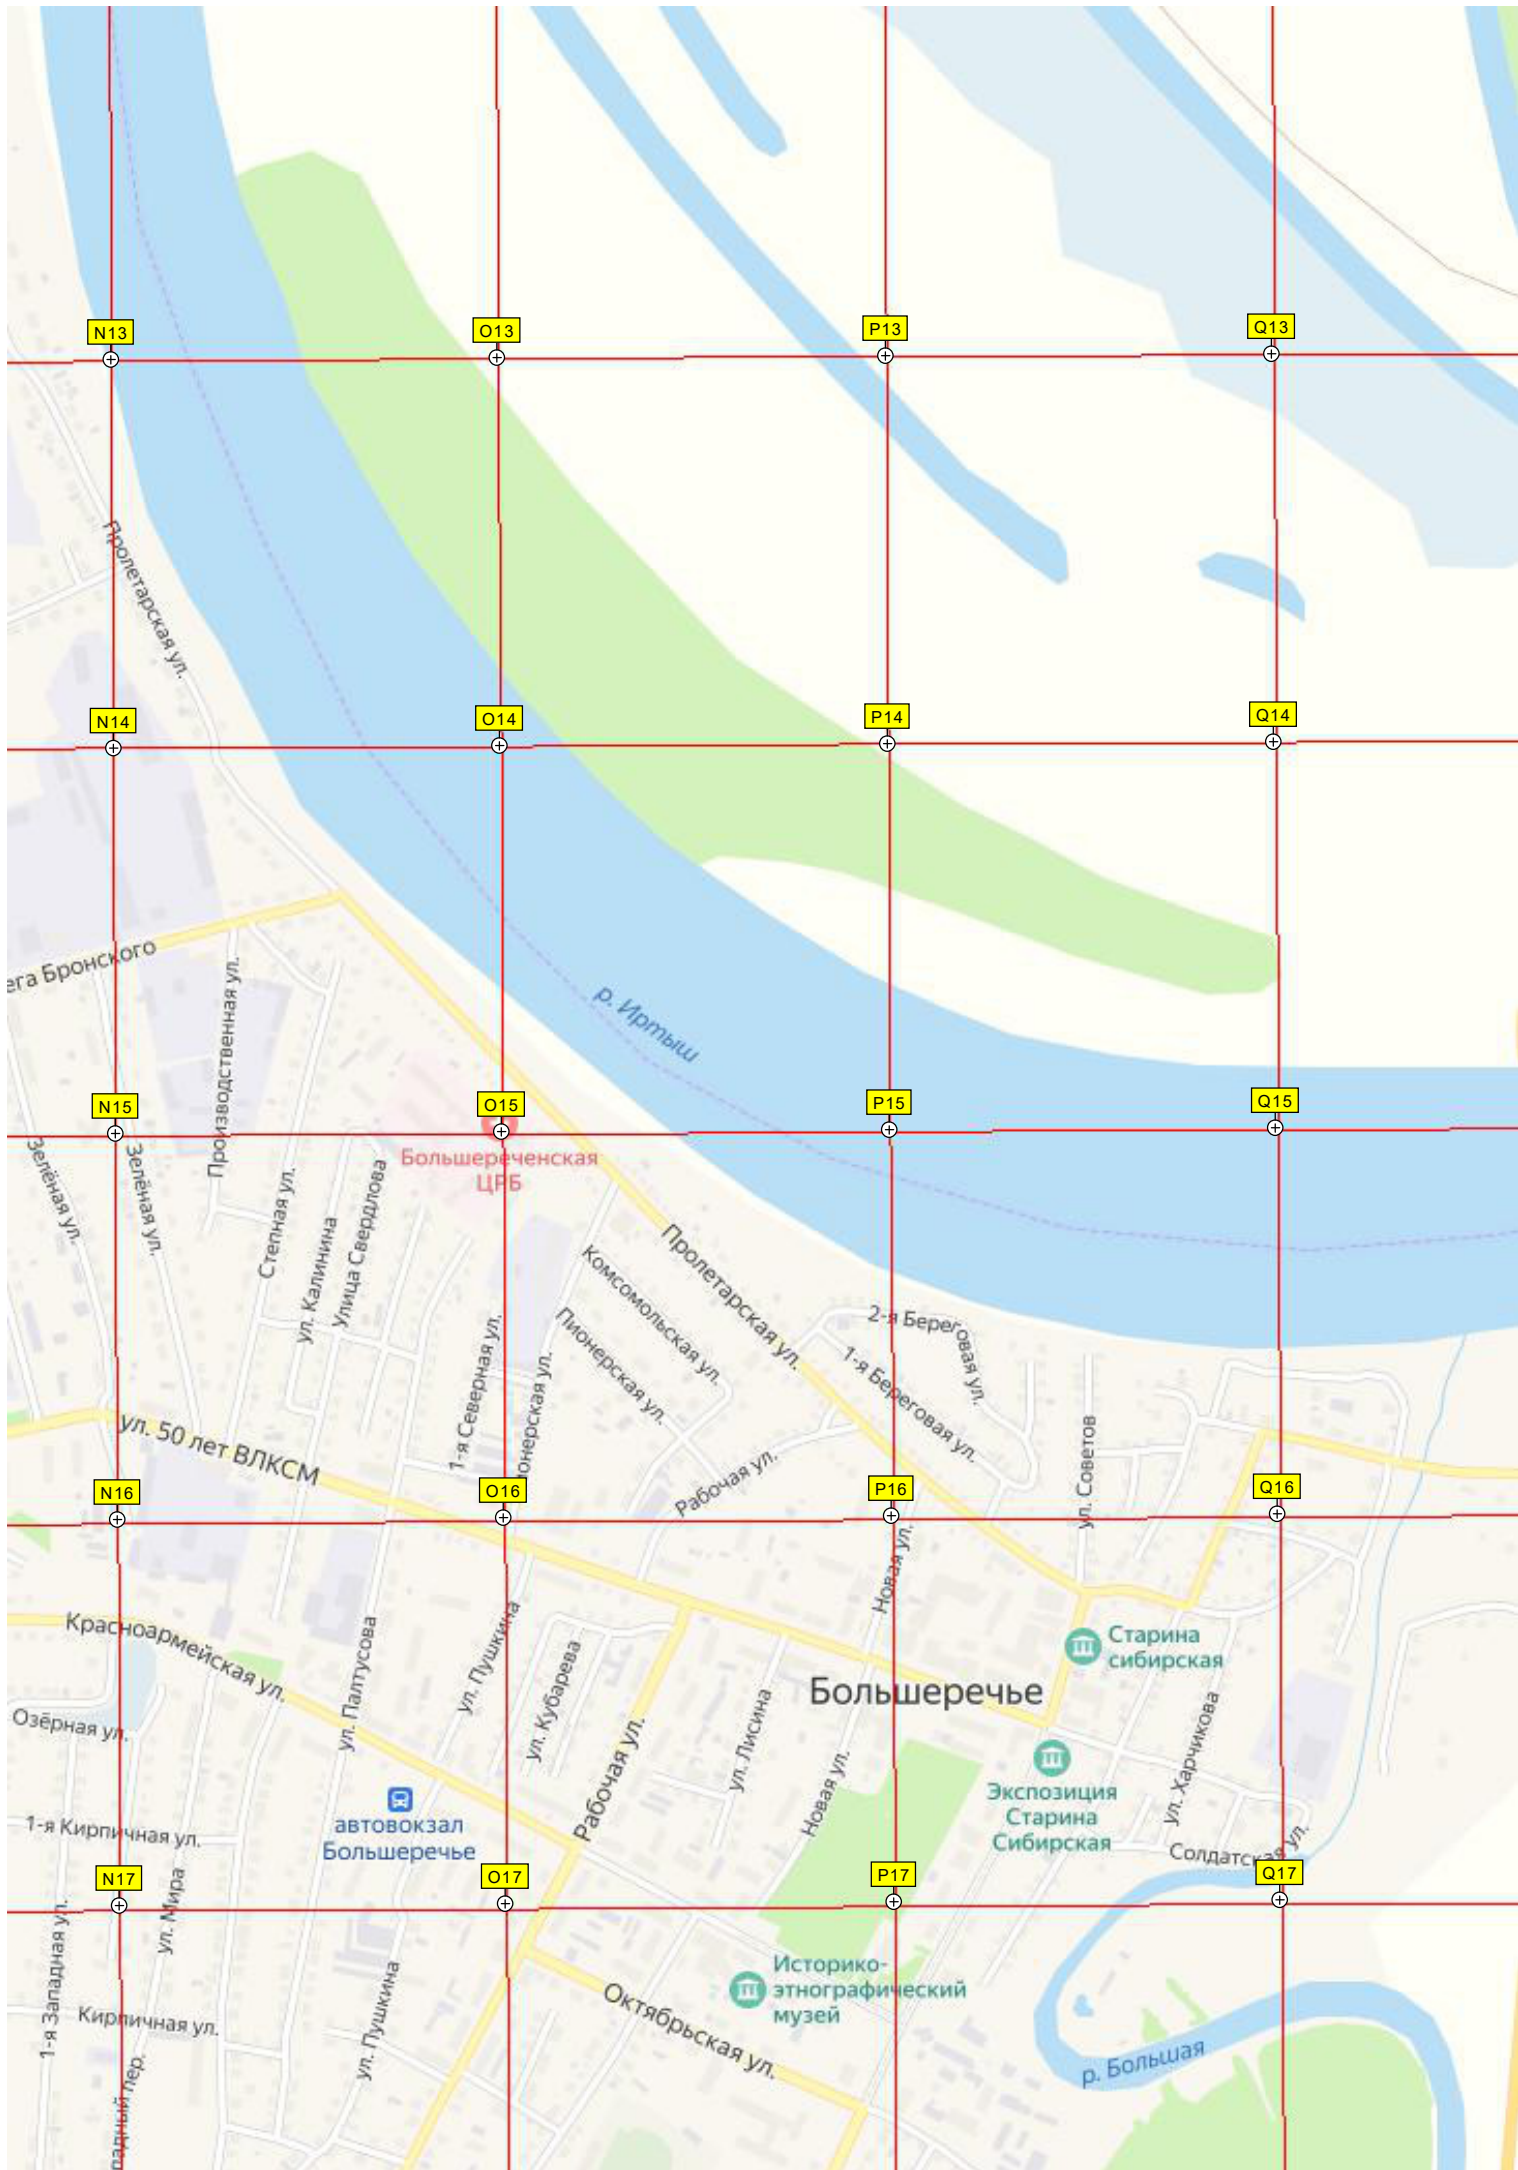 N13
O13
P13
Q13
Пролетарская ул.
N14
O14
P14
Q14
ега Бронского
Производственная ул.
р. Иртыш
N15
O15
P15
Q15
Зелёная ул.
Зелёная ул.
Большереченская
ЦРБ
Степная ул.
ул. Калинина
Улица Свердлова
Комсомольская ул.
Пролетарская ул.
Пионерская ул.
2-я Береговая ул.
1-я Береговая ул.
1-я Северная ул.
онерская ул.
ул. 50 лет ВЛКСМ
Рабочая ул.
ул. Советов
N16
O16
P16
Q16
Новая ул.
Красноармейская ул.
ул. Палтусова
ул. Пушкина
ул. Кубарева
Старина
сибирская
Большеречье
Озёрная ул.
Рабочая ул.
ул. Лисина
Новая ул.
ул. Харчикова
Экспозиция
Старина
Сибирская
автовокзал
Большеречье
1-я Кирпичная ул.
Солдатская ул.
N17
O17
P17
Q17
ул. Мира
1-я Западная ул.
Историко-
этнографический
музей
Кирпичная ул.
ул. Пушкина
Октябрьская ул.
р. Большая
радный пер.